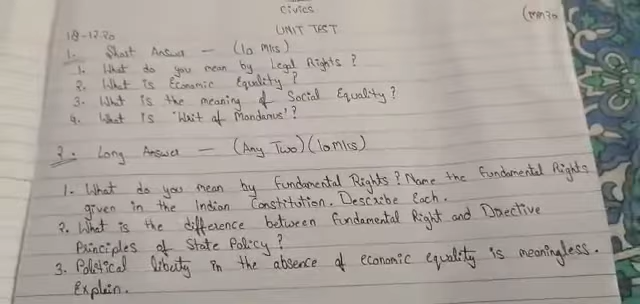 Civics
18-12-20
UNIT TEST
(MM20
1. Short Answer — (10 mks)
1. What do you mean by Legal Rights?
2. What is Economic Equality?
3. What is the meaning of Social Equality?
4. What is 'Writ of Mandamus'?
2. Long Answer — (Any Two) (10 mks)
1. What do you mean by Fundamental Rights? Name the Fundamental Rights
given in the Indian Constitution. Describe Each.
2. What is the difference between Fundamental Right and Directive
Principles of State Policy?
3. Political liberty in the absence of economic equality is meaningless.
Explain.